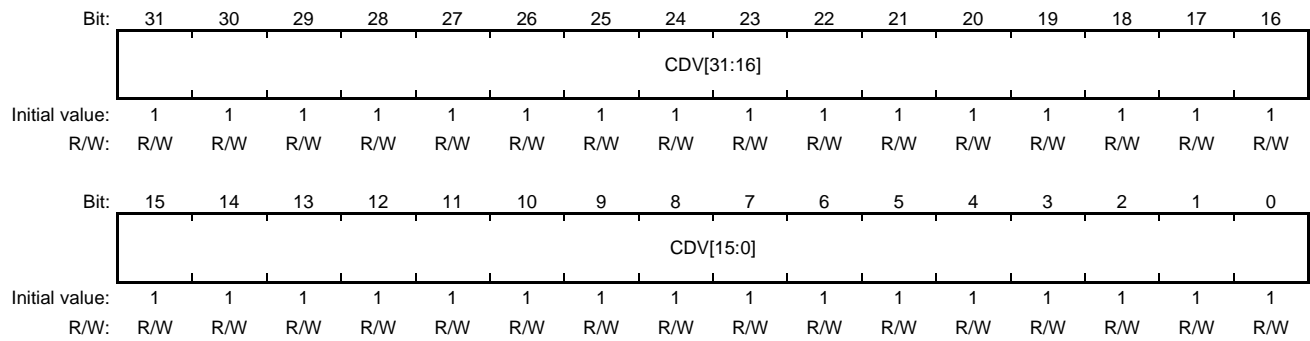 Bit: 31 30 29 28 27 26 25 24 23 22 21 20 19 18 17 16
CDV[31:16]
Initial value: 1 1 1 1 1 1 1 1 1 1 1 1 1 1 1 1
R/W: R/W R/W R/W R/W R/W R/W R/W R/W R/W R/W R/W R/W R/W R/W R/W R/W
Bit: 15 14 13 12 11 10 9 8 7 6 5 4 3 2 1 0
CDV[15:0]
Initial value: 1 1 1 1 1 1 1 1 1 1 1 1 1 1 1 1
R/W: R/W R/W R/W R/W R/W R/W R/W R/W R/W R/W R/W R/W R/W R/W R/W R/W